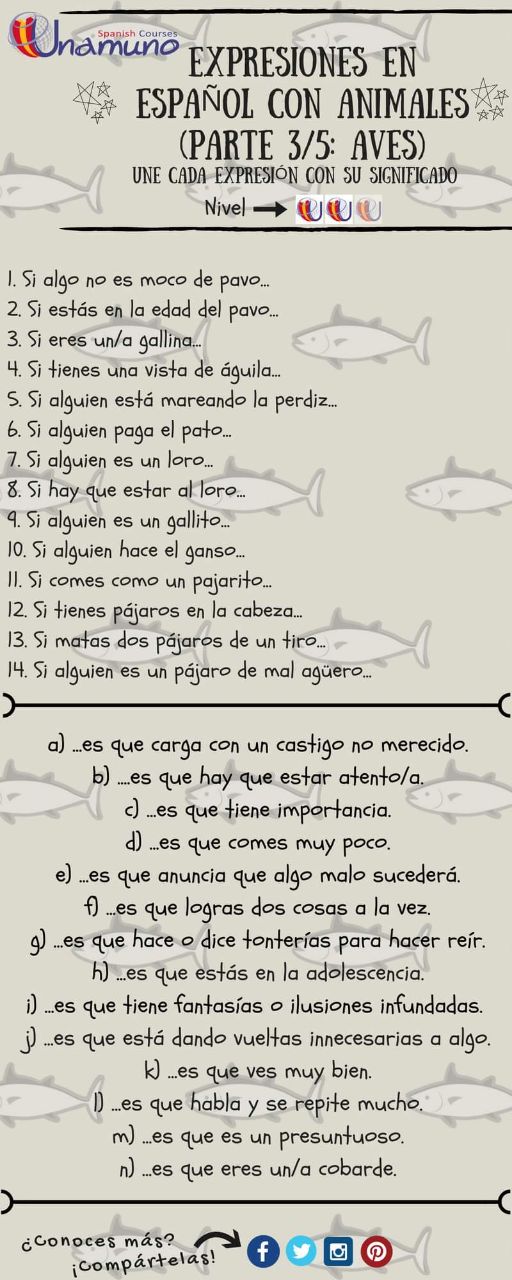 Spanish Courses
Unamuno
EXPRESIONES EN
ESPAÑOL CON ANIMALES
(PARTE 3/5: AVES)
UNE CADA EXPRESIÓN CON SU SIGNIFICADO
Nivel
1. Si algo no es moco de pavo...
2. Si estás en la edad del pavo...
3. Si eres un/a gallina...
4. Si tienes una vista de águila...
5. Si alguien está mareando la perdiz...
6. Si alguien paga el pato...
7. Si alguien es un loro...
8. Si hay que estar al loro...
9. Si alguien es un gallito...
10. Si alguien hace el ganso...
11. Si comes como un pajarito...
12. Si tienes pájaros en la cabeza...
13. Si matas dos pájaros de un tiro...
14. Si alguien es un pájaro de mal agüero...
a) ...es que carga con un castigo no merecido.
b) ....es que hay que estar atento/a.
c) ...es que tiene importancia.
d) ...es que comes muy poco.
e) ...es que anuncia que algo malo sucederá.
f) ...es que logras dos cosas a la vez.
g) ...es que hace o dice tonterías para hacer reír.
h) ...es que estás en la adolescencia.
i) ...es que tiene fantasías o ilusiones infundadas.
j) ...es que está dando vueltas innecesarias a algo.
k) ...es que ves muy bien.
l) ...es que habla y se repite mucho.
m) ...es que es un presuntuoso.
n) ...es que eres un/a cobarde.
¿Conoces más?
¡Compártelas!